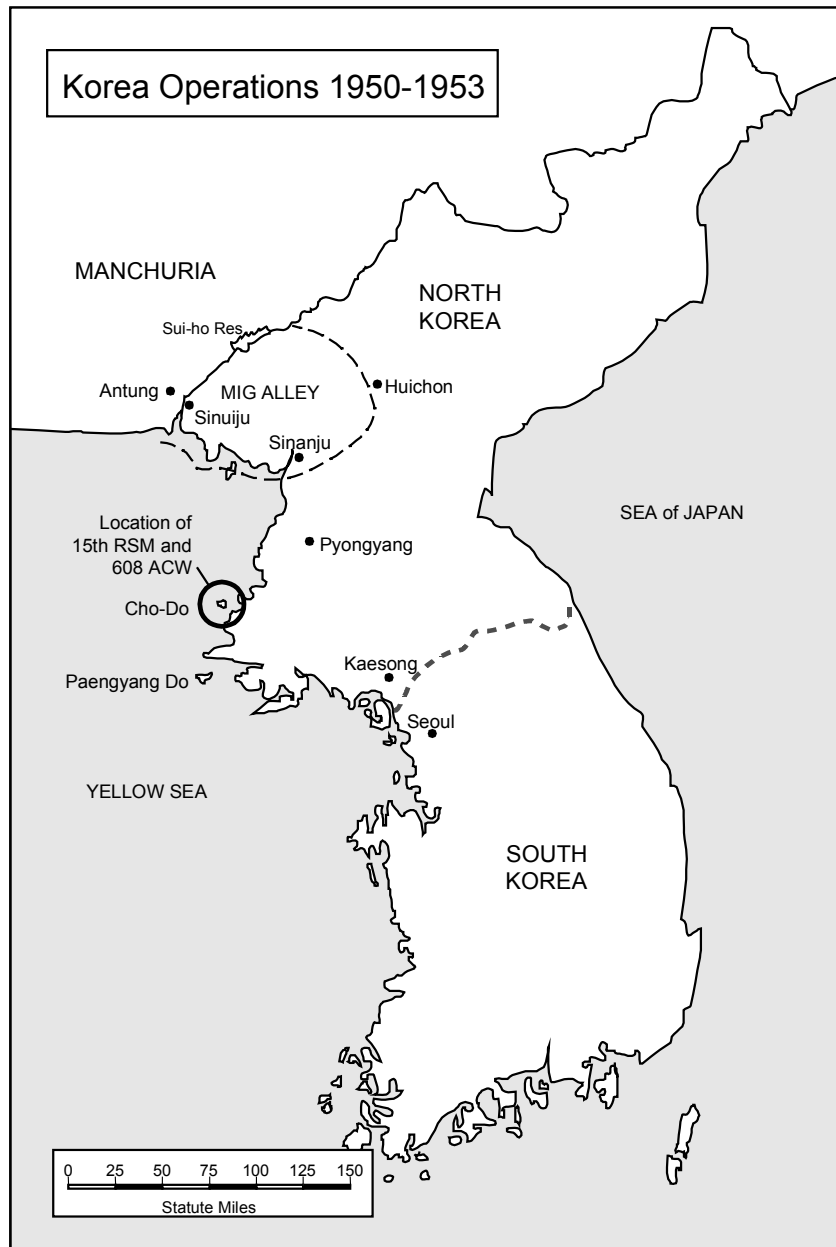 Korea Operations 1950-1953
MANCHURIA
NORTH
KOREA
Sui-ho Res
Antung
MIG ALLEY
Huichon
Sinuiju
Sinanju
SEA of JAPAN
Location of
15th RSM and
608 ACW
Pyongyang
Cho-Do
Kaesong
Paengyang Do
Seoul
YELLOW SEA
SOUTH
KOREA
0 25 50 75 100 125 150
Statute Miles